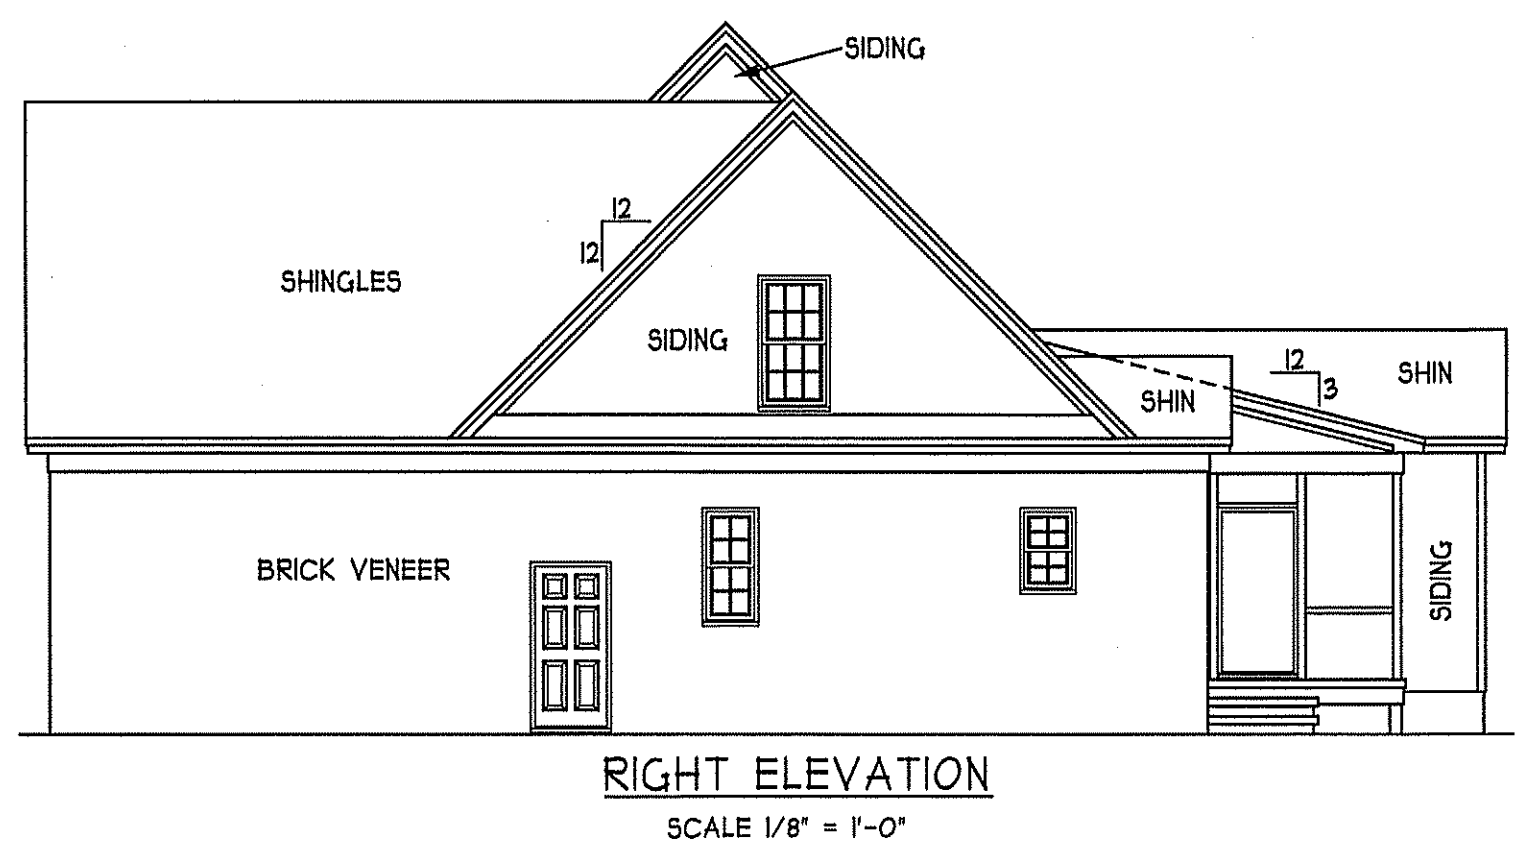 SIDING
12
12
SHINGLES
SIDING
12
3
SHIN
SHIN
BRICK VENEER
SIDING
RIGHT ELEVATION
SCALE 1/8" = 1'-0"